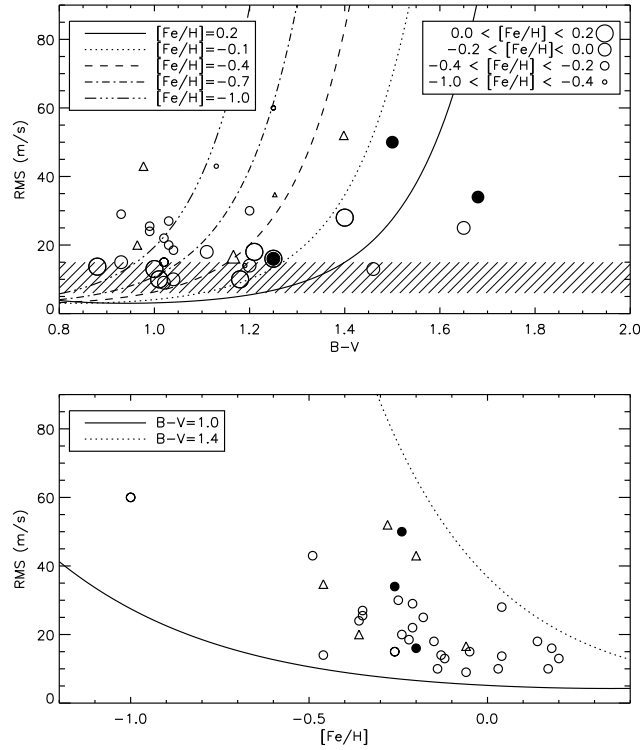 [Fe/H]=0.2
[Fe/H]=-0.1
[Fe/H]=-0.4
[Fe/H]=-0.7
[Fe/H]=-1.0
0.0 < [Fe/H] < 0.2
-0.2 < [Fe/H] < 0.0
-0.4 < [Fe/H] < -0.2
-1.0 < [Fe/H] < -0.4
80
60
40
20
0
RMS (m/s)
0.8 1.0 1.2 1.4 1.6 1.8 2.0
B-V
B-V=1.0
B-V=1.4
80
60
40
20
0
RMS (m/s)
-1.0 -0.5 0.0
[Fe/H]